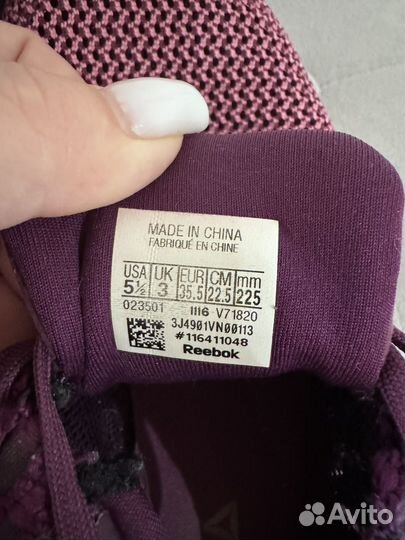 MADE IN CHINA
FABRIQUÉ EN CHINE
USA UK EUR CM mm
5½ 3 35.5 22.5 225
023501 1116 V71820
3J4901VN00113
#116411048
Reebok
Avito